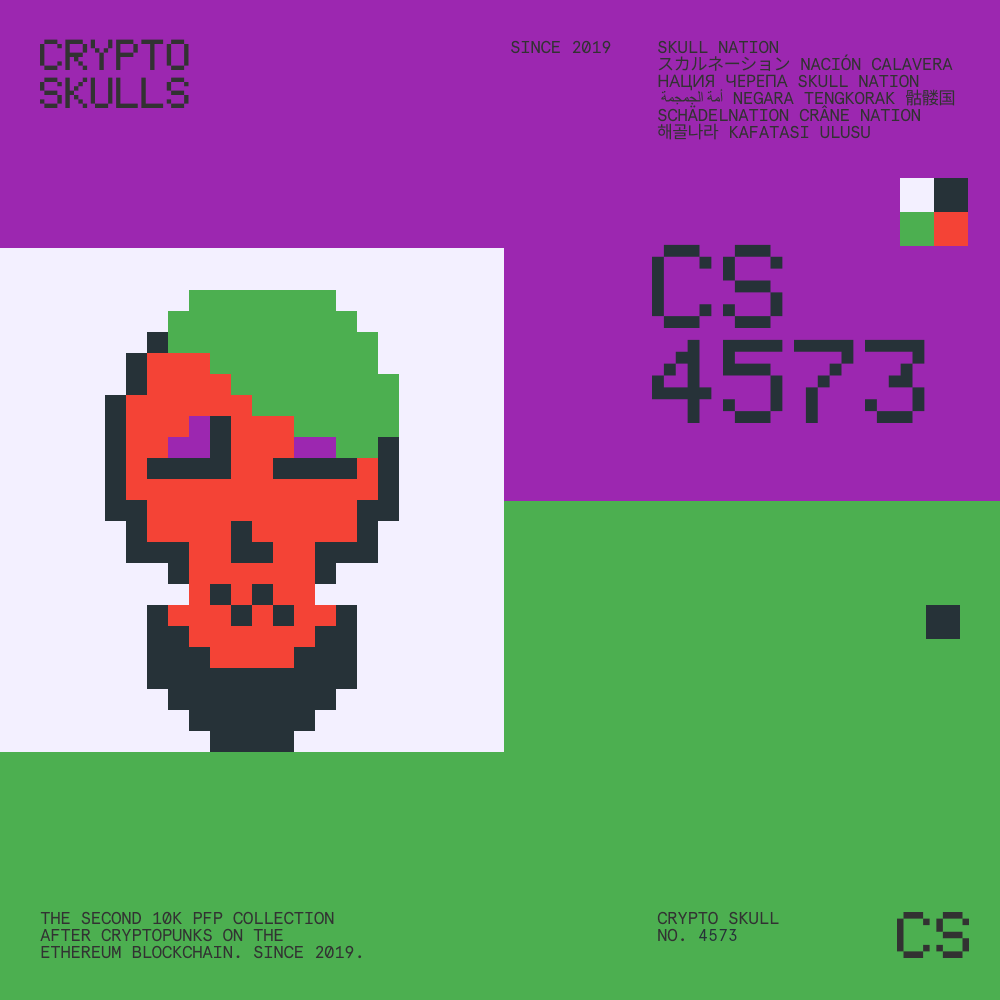 CRYPTO
SKULLS
SINCE 2019
SKULL NATION
スカルネーション NACIÓN CALAVERA
НАЦИЯ ЧЕРЕПА SKULL NATION
أمة الجمجمة NEGARA TENGKORAK 骷髅国
SCHÄDELNATION CRÂNE NATION
해골나라 KAFATASI ULUSU
CS
4573
THE SECOND 10K PFP COLLECTION
AFTER CRYPTOPUNKS ON THE
ETHEREUM BLOCKCHAIN. SINCE 2019.
CRYPTO SKULL
NO. 4573
CS